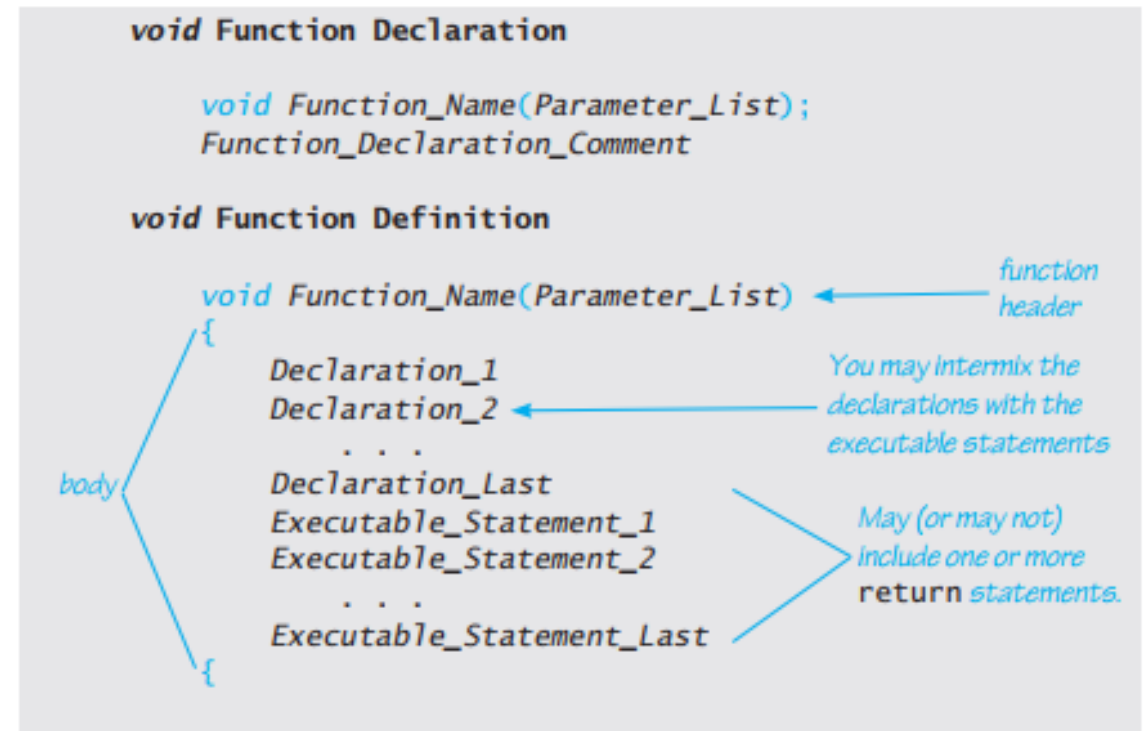 void Function Declaration
void Function_Name(Parameter_List);
Function_Declaration_Comment
void Function Definition
void Function_Name(Parameter_List)
function
header
{
Declaration_1
Declaration_2
You may intermix the
declarations with the
executable statements
. . .
body
Declaration_Last
Executable_Statement_1
Executable_Statement_2
May (or may not)
include one or more
return statements.
. . .
Executable_Statement_Last
{